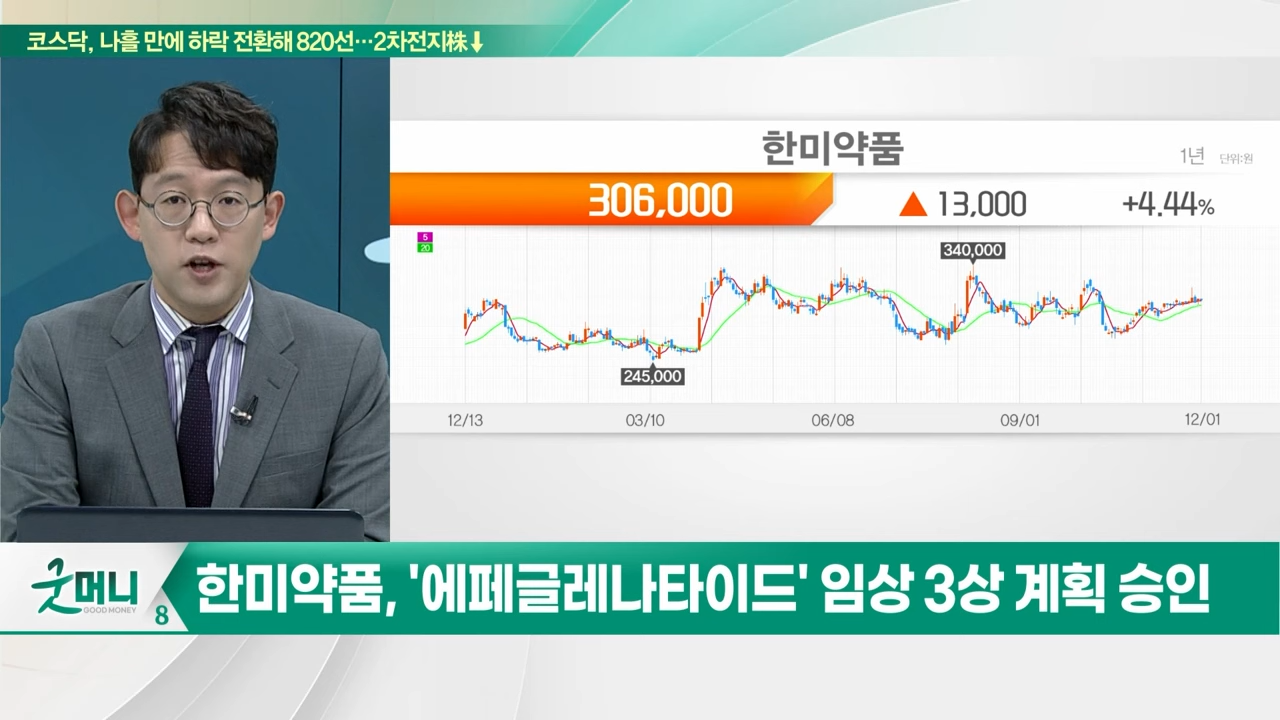 코스닥, 나흘 만에 하락 전환해 820선…2차전지株↓
한미약품
1년 단위:원
306,000 ▲ 13,000 +4.44%
5
20
340,000
245,000
12/13 03/10 06/08 09/01 12/01
굿머니
GOOD MONEY
8
한미약품, '에페글레나타이드' 임상 3상 계획 승인